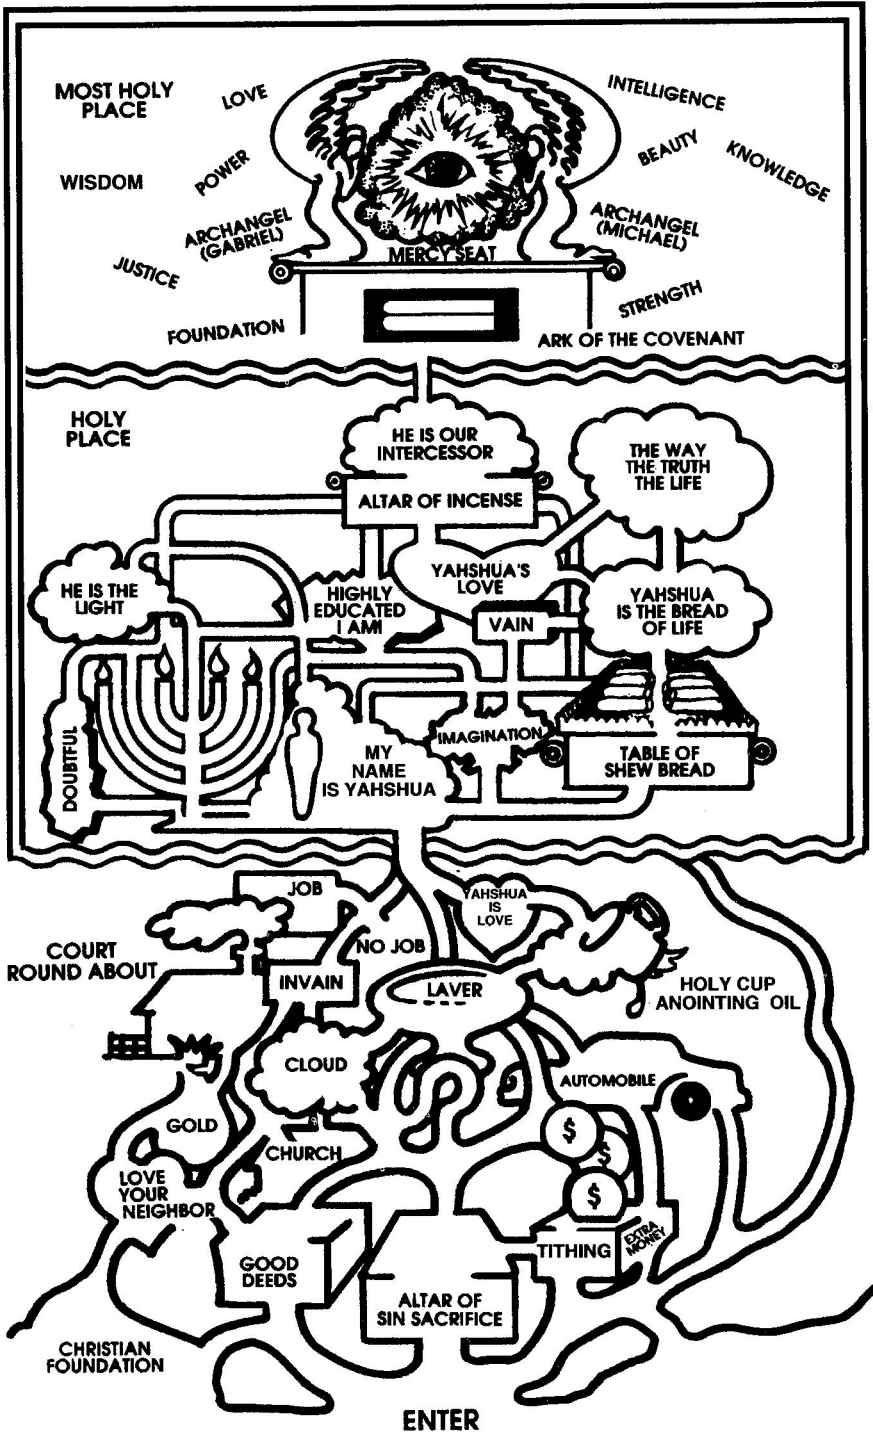 MOST HOLY
PLACE
LOVE
INTELLIGENCE
WISDOM
POWER
BEAUTY
KNOWLEDGE
ARCHANGEL
(GABRIEL)
ARCHANGEL
(MICHAEL)
MERCY SEAT
JUSTICE
STRENGTH
FOUNDATION
ARK OF THE COVENANT
HOLY
PLACE
HE IS OUR
INTERCESSOR
THE WAY
THE TRUTH
THE LIFE
ALTAR OF INCENSE
HE IS THE
LIGHT
HIGHLY
EDUCATED
I AM!
YAHSHUA'S
LOVE
YAHSHUA
IS THE BREAD
OF LIFE
VAIN
DOUBTFUL
MY
NAME
IS YAHSHUA
IMAGINATION
TABLE OF
SHEW BREAD
JOB
YAHSHUA
IS
LOVE
NO JOB
COURT
ROUND ABOUT
INVAIN
LAVER
HOLY CUP
ANOINTING OIL
CLOUD
AUTOMOBILE
GOLD
$
$
$
CHURCH
LOVE
YOUR
NEIGHBOR
GOOD
DEEDS
TITHING
EXTRA
MONEY
ALTAR OF
SIN SACRIFICE
CHRISTIAN
FOUNDATION
ENTER